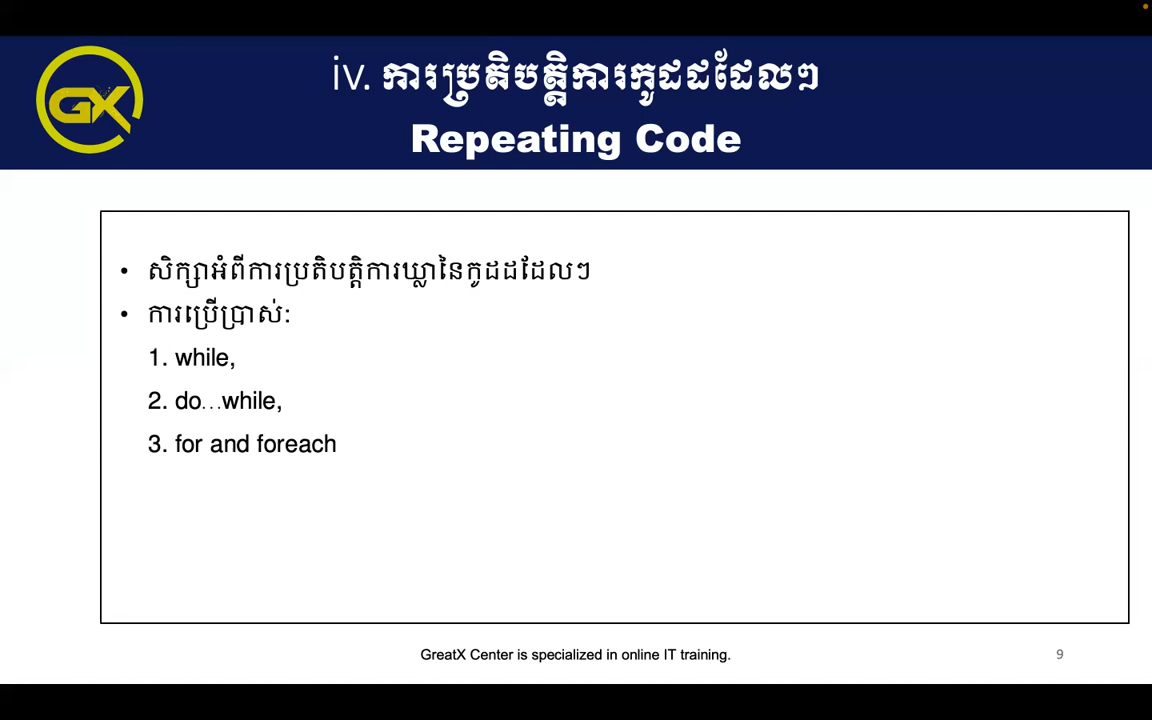 GX
iv. ការប្រតិបត្តិការកូដដដែលៗ
Repeating Code
• សិក្សាអំពីការប្រតិបត្តិការឃ្លានៃកូដដដែលៗ
• ការប្រើប្រាស់:
1. while,
2. do…while,
3. for and foreach
GreatX Center is specialized in online IT training.
9